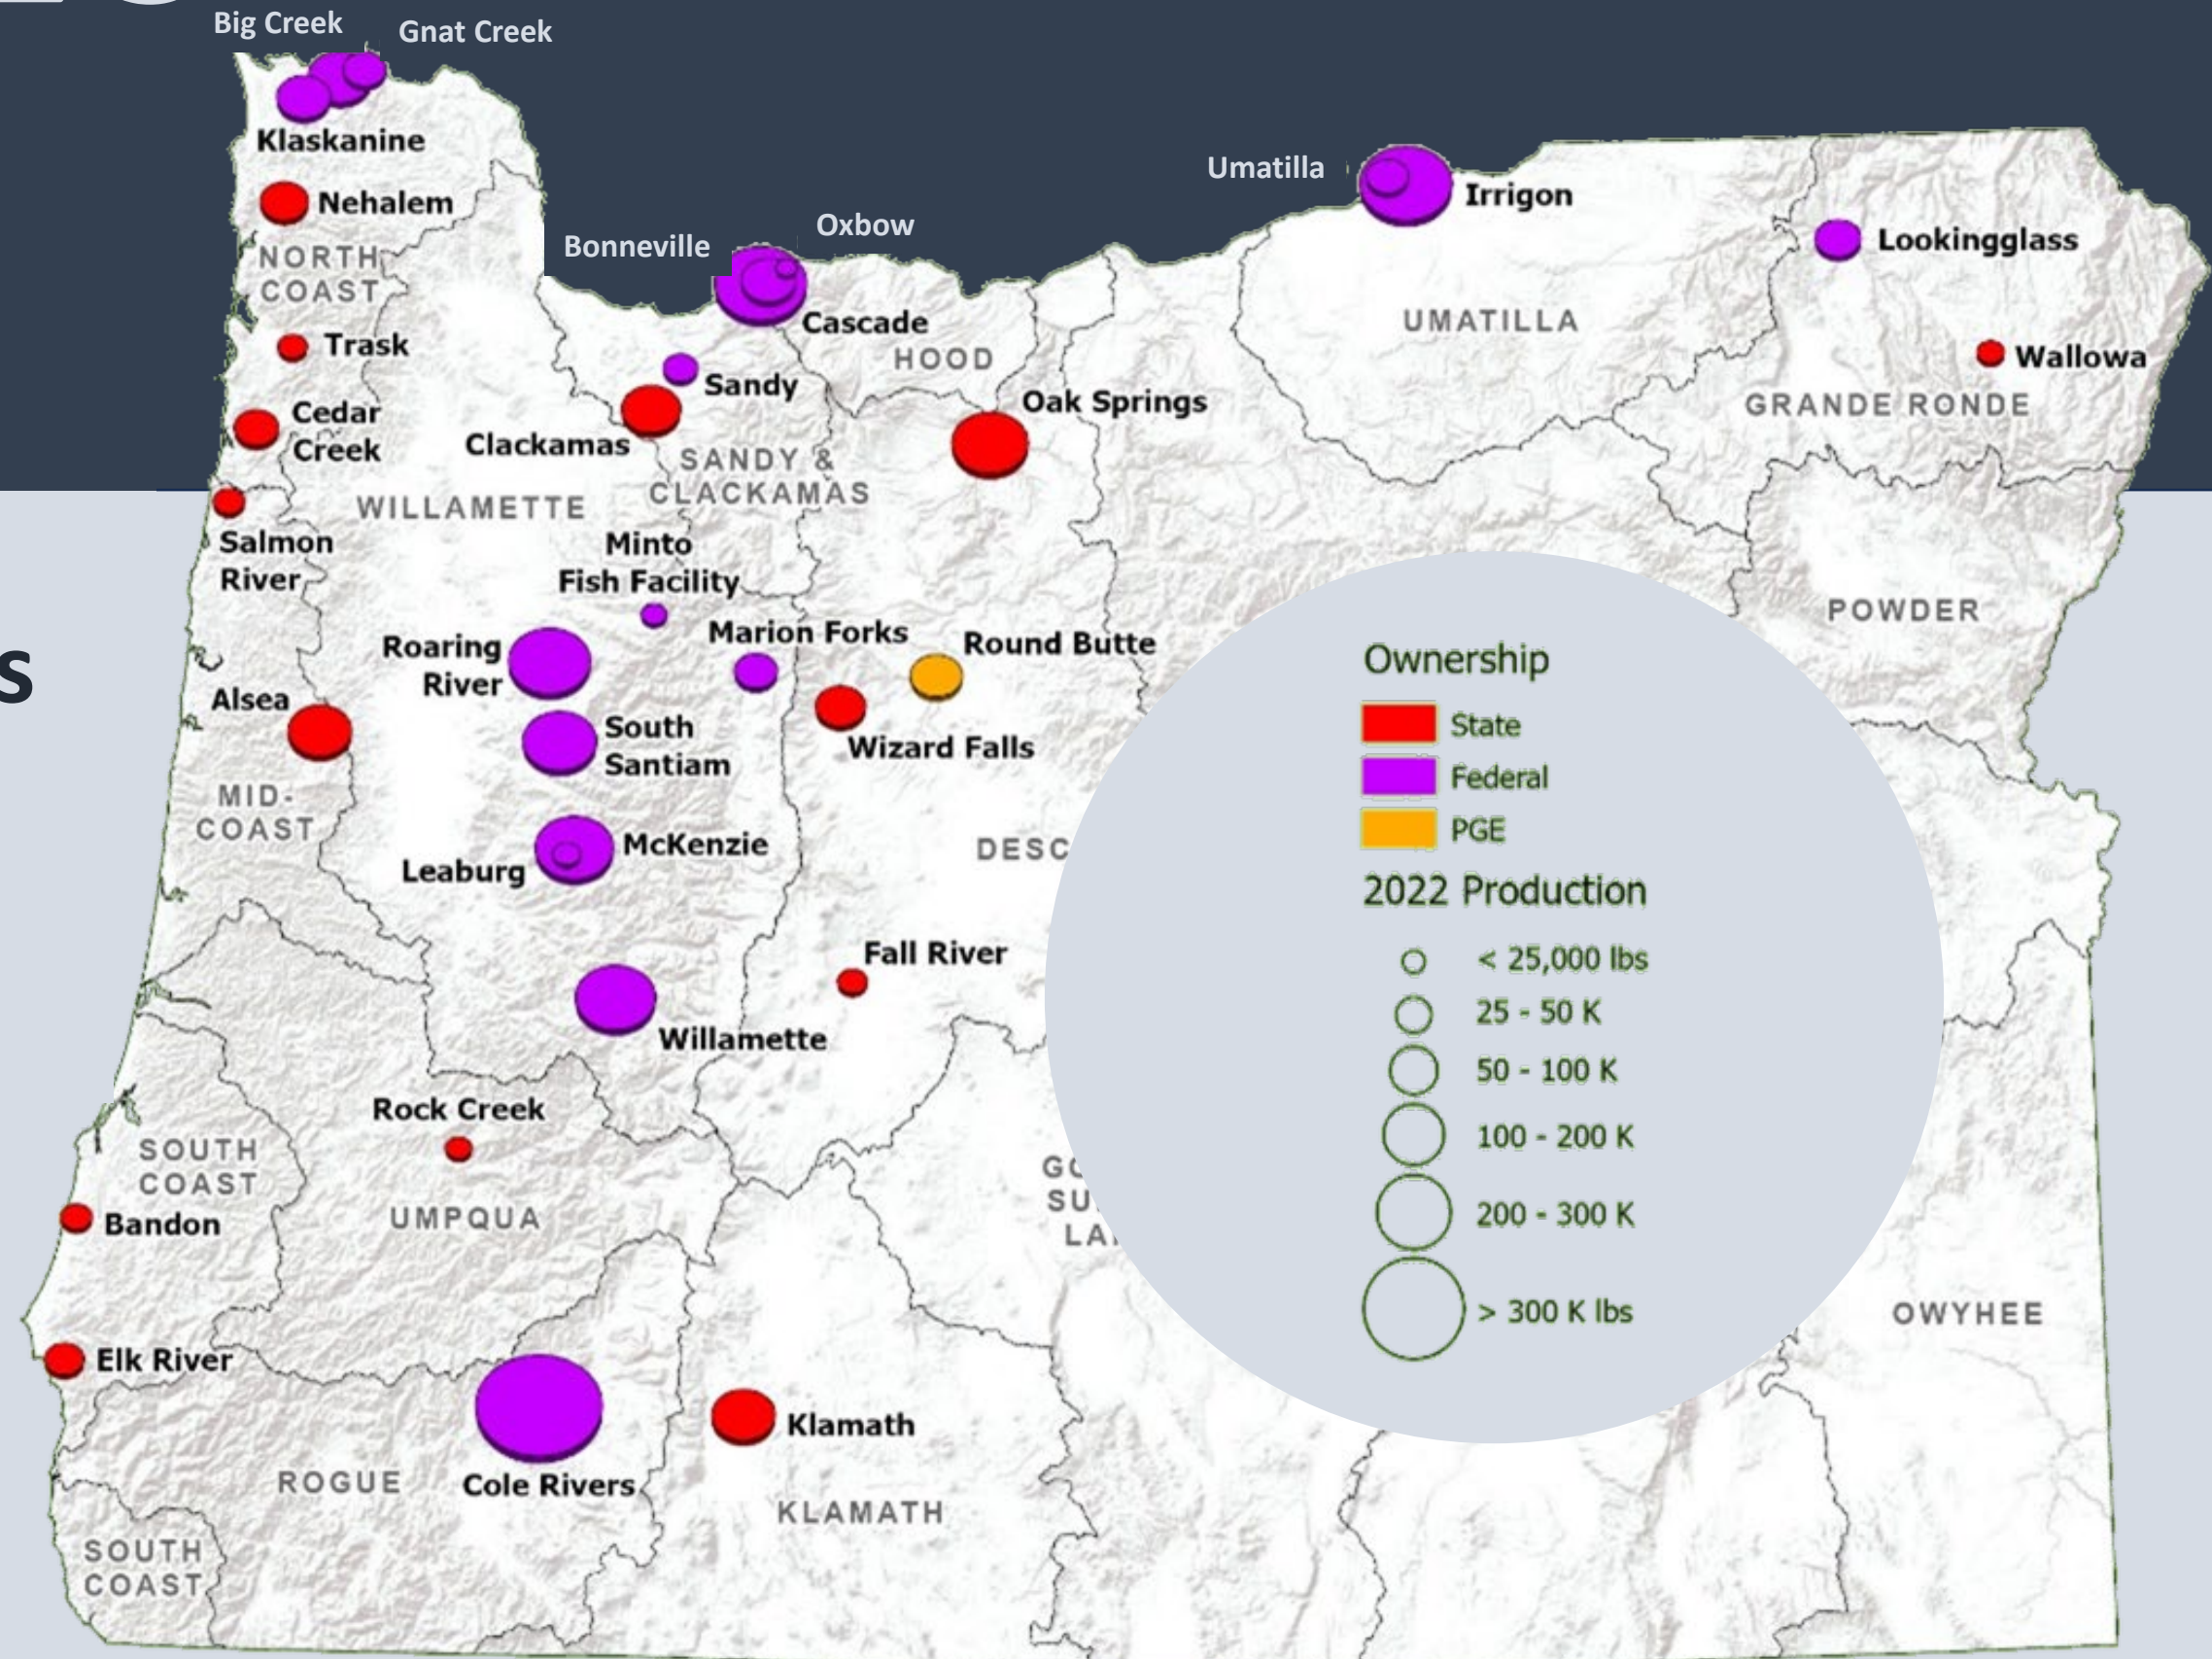 Big Creek
Gnat Creek
Klaskanine
Umatilla
Irrigon
Nehalem
Oxbow
Bonneville
Lookingglass
NORTH
COAST
Cascade
UMATILLA
Trask
HOOD
Wallowa
Sandy
Oak Springs
GRANDE RONDE
Cedar
Creek
Clackamas
SANDY &
CLACKAMAS
WILLAMETTE
Salmon
River
Minto
Fish Facility
POWDER
Marion Forks
Round Butte
Roaring
River
s
Alsea
South
Santiam
Wizard Falls
MID-
COAST
McKenzie
Leaburg
DESC
Fall River
Willamette
Ownership
State
Federal
PGE
2022 Production
< 25,000 lbs
25 - 50 K
50 - 100 K
100 - 200 K
200 - 300 K
> 300 K lbs
Rock Creek
SOUTH
COAST
Bandon
UMPQUA
SU
OWYHEE
Elk River
Klamath
ROGUE
Cole Rivers
KLAMATH
SOUTH
COAST